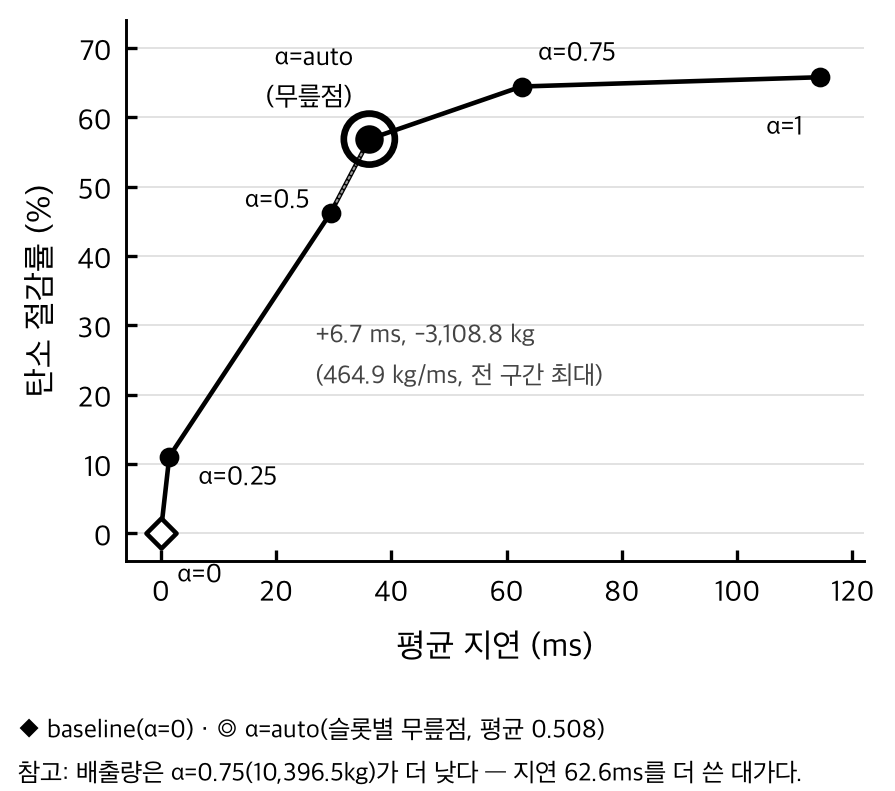 70
60
50
40
30
20
10
0
탄소 절감률 (%)
α=auto
(무릎점)
α=0.75
α=1
α=0.5
+6.7 ms, −3,108.8 kg
(464.9 kg/ms, 전 구간 최대)
α=0.25
α=0
0 20 40 60 80 100 120
평균 지연 (ms)
◆ baseline(α=0) · ◎ α=auto(슬롯별 무릎점, 평균 0.508)
참고: 배출량은 α=0.75(10,396.5kg)가 더 낮다 — 지연 62.6ms를 더 쓴 대가다.